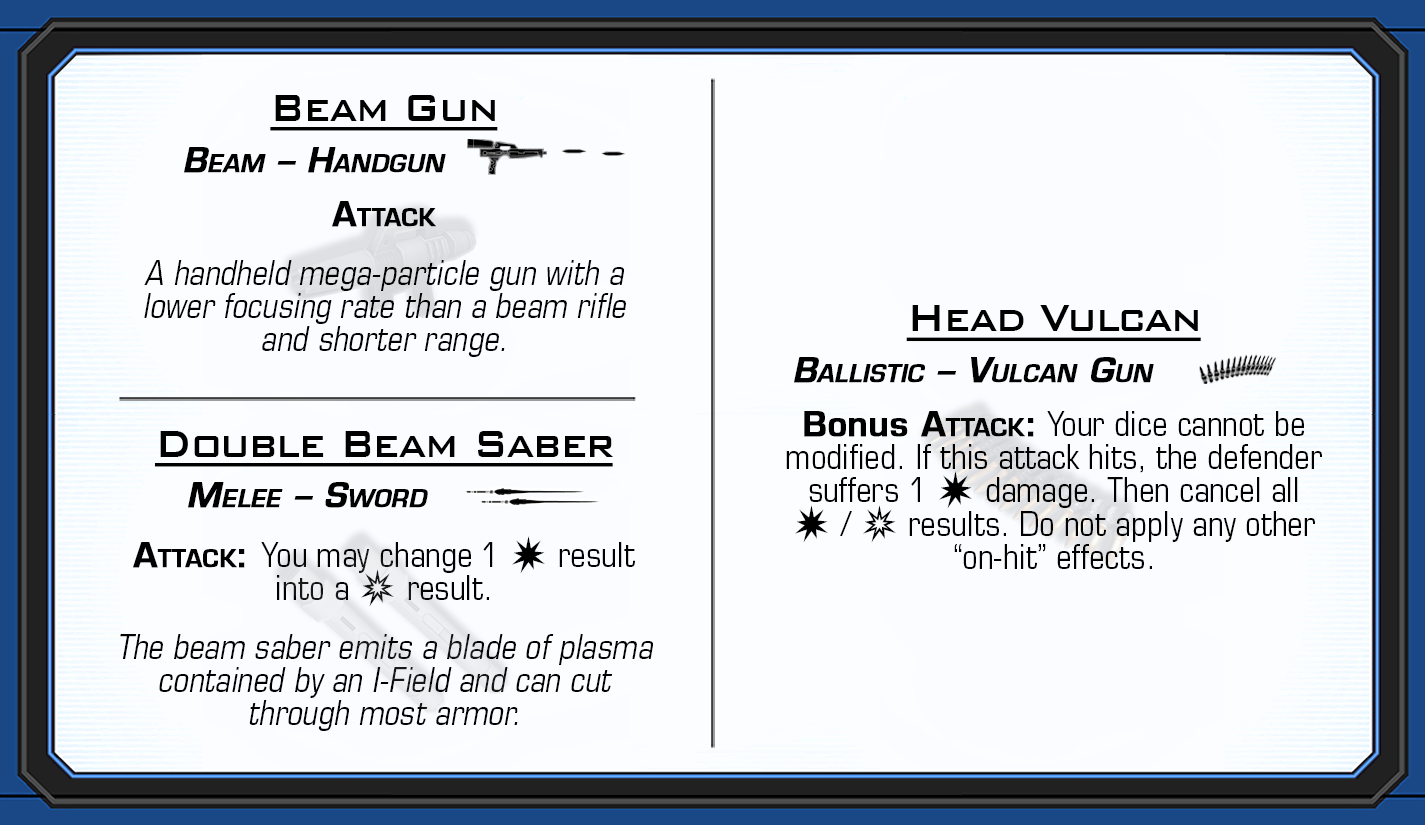 Beam Gun
Beam – Handgun
Attack
A handheld mega-particle gun with a
lower focusing rate than a beam rifle
and shorter range.
Double Beam Saber
Melee – Sword
Attack: You may change 1 result
into a result.
The beam saber emits a blade of plasma
contained by an I-Field and can cut
through most armor.
Head Vulcan
Ballistic – Vulcan Gun
Bonus Attack: Your dice cannot be
modified. If this attack hits, the defender
suffers 1 damage. Then cancel all
/ results. Do not apply any other
“on-hit” effects.